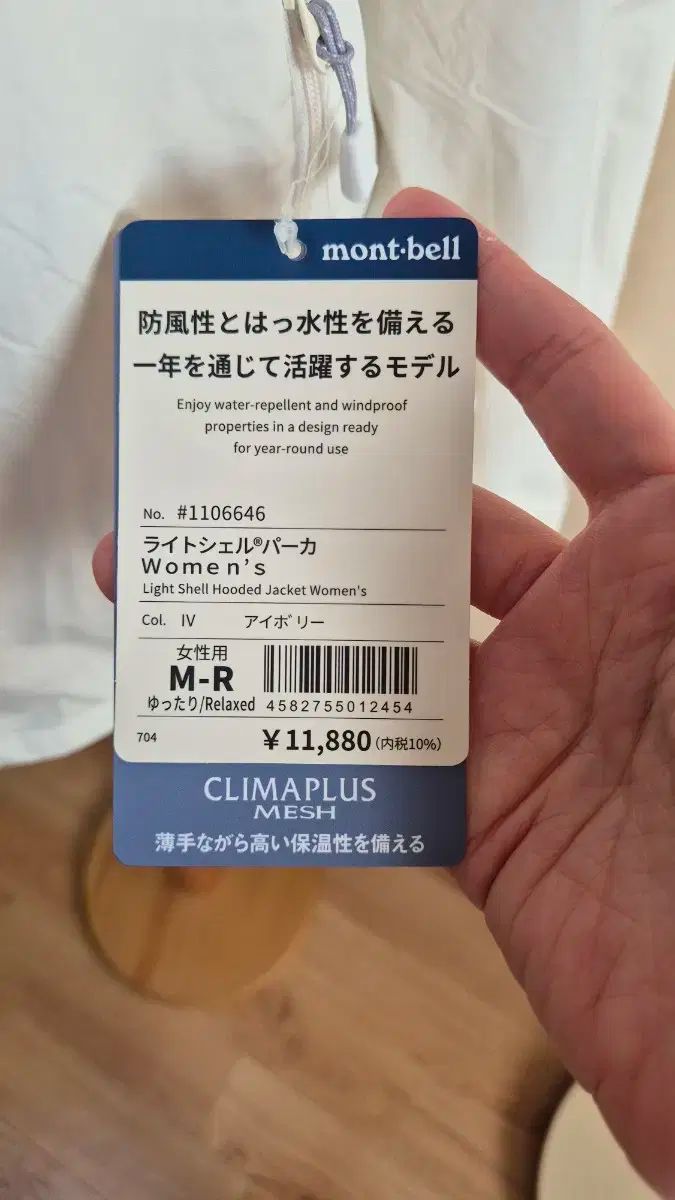 mont-bell
防風性とはっ水性を備える
一年を通じて活躍するモデル
Enjoy water-repellent and windproof
properties in a design ready
for year-round use
No. #1106646
ライトシェル®パーカ
Women's
Light Shell Hooded Jacket Women's
Col. IV アイボリー
女性用
M-R
ゆったり/Relaxed 4582755012454
704 ¥11,880(内税10%)
CLIMAPLUS
MESH
薄手ながら高い保温性を備える